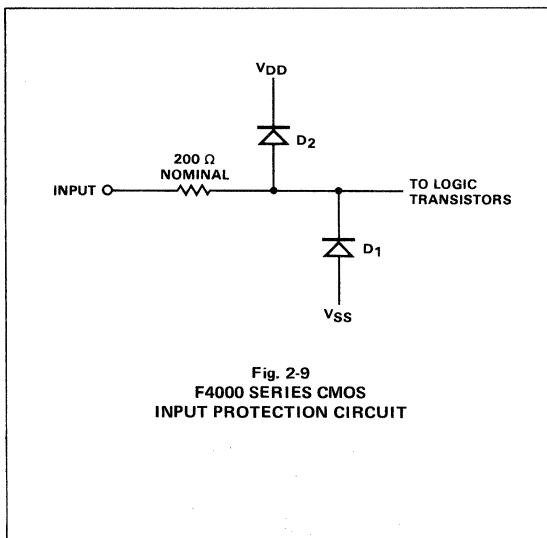 VDD
D2
200 Ω
NOMINAL
INPUT
TO LOGIC
TRANSISTORS
D1
VSS
Fig. 2-9
F4000 SERIES CMOS
INPUT PROTECTION CIRCUIT